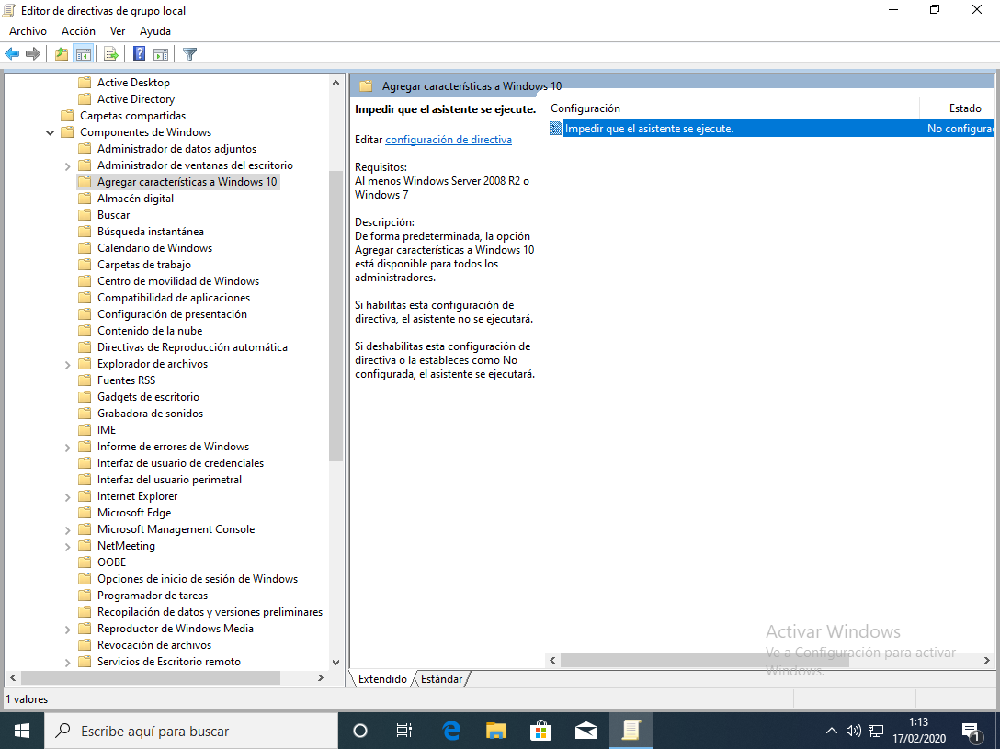 Editor de directivas de grupo local
Archivo Acción Ver Ayuda
Active Desktop
Active Directory
Carpetas compartidas
Componentes de Windows
Administrador de datos adjuntos
Administrador de ventanas del escritorio
Agregar características a Windows 10
Almacén digital
Buscar
Búsqueda instantánea
Calendario de Windows
Carpetas de trabajo
Centro de movilidad de Windows
Compatibilidad de aplicaciones
Configuración de presentación
Contenido de la nube
Directivas de Reproducción automática
Explorador de archivos
Fuentes RSS
Gadgets de escritorio
Grabadora de sonidos
IME
Informe de errores de Windows
Interfaz de usuario de credenciales
Interfaz del usuario perimetral
Internet Explorer
Microsoft Edge
Microsoft Management Console
NetMeeting
OOBE
Opciones de inicio de sesión de Windows
Programador de tareas
Recopilación de datos y versiones preliminares
Reproductor de Windows Media
Revocación de archivos
Servicios de Escritorio remoto
Agregar características a Windows 10
Impedir que el asistente se ejecute.
Editar configuración de directiva
Requisitos:
Al menos Windows Server 2008 R2 o
Windows 7
Descripción:
De forma predeterminada, la opción
Agregar características a Windows 10
está disponible para todos los
administradores.
Si habilitas esta configuración de
directiva, el asistente no se ejecutará.
Si deshabilitas esta configuración de
directiva o la estableces como No
configurada, el asistente se ejecutará.
Configuración Estado
Impedir que el asistente se ejecute. No configurad
Activar Windows
Ve a Configuración para activar
Windows.
Extendido Estándar
1 valores
Escribe aquí para buscar
1:13
17/02/2020
1